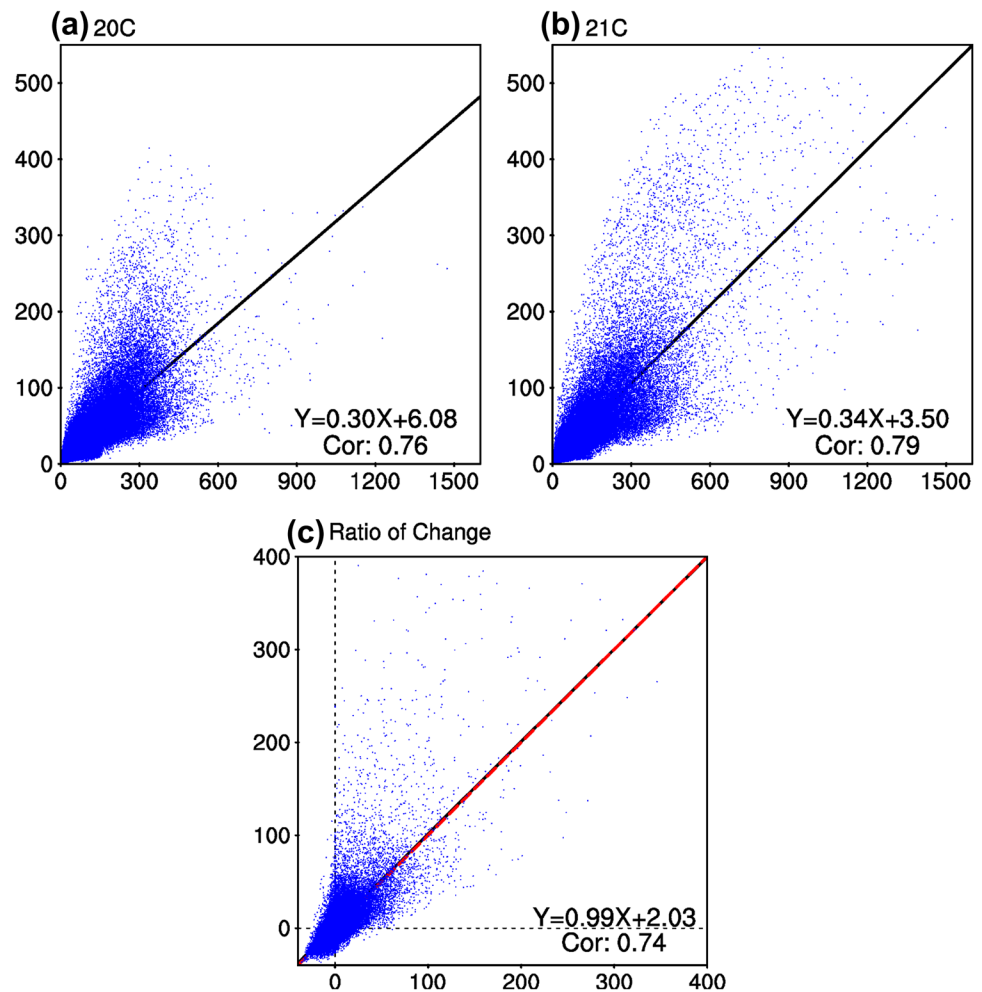 (a) 20C
500
400
300
200
100
0
0 300 600 900 1200 1500
Y=0.30X+6.08
Cor: 0.76
(b) 21C
500
400
300
200
100
0
0 300 600 900 1200 1500
Y=0.34X+3.50
Cor: 0.79
(c) Ratio of Change
400
300
200
100
0
0 100 200 300 400
Y=0.99X+2.03
Cor: 0.74